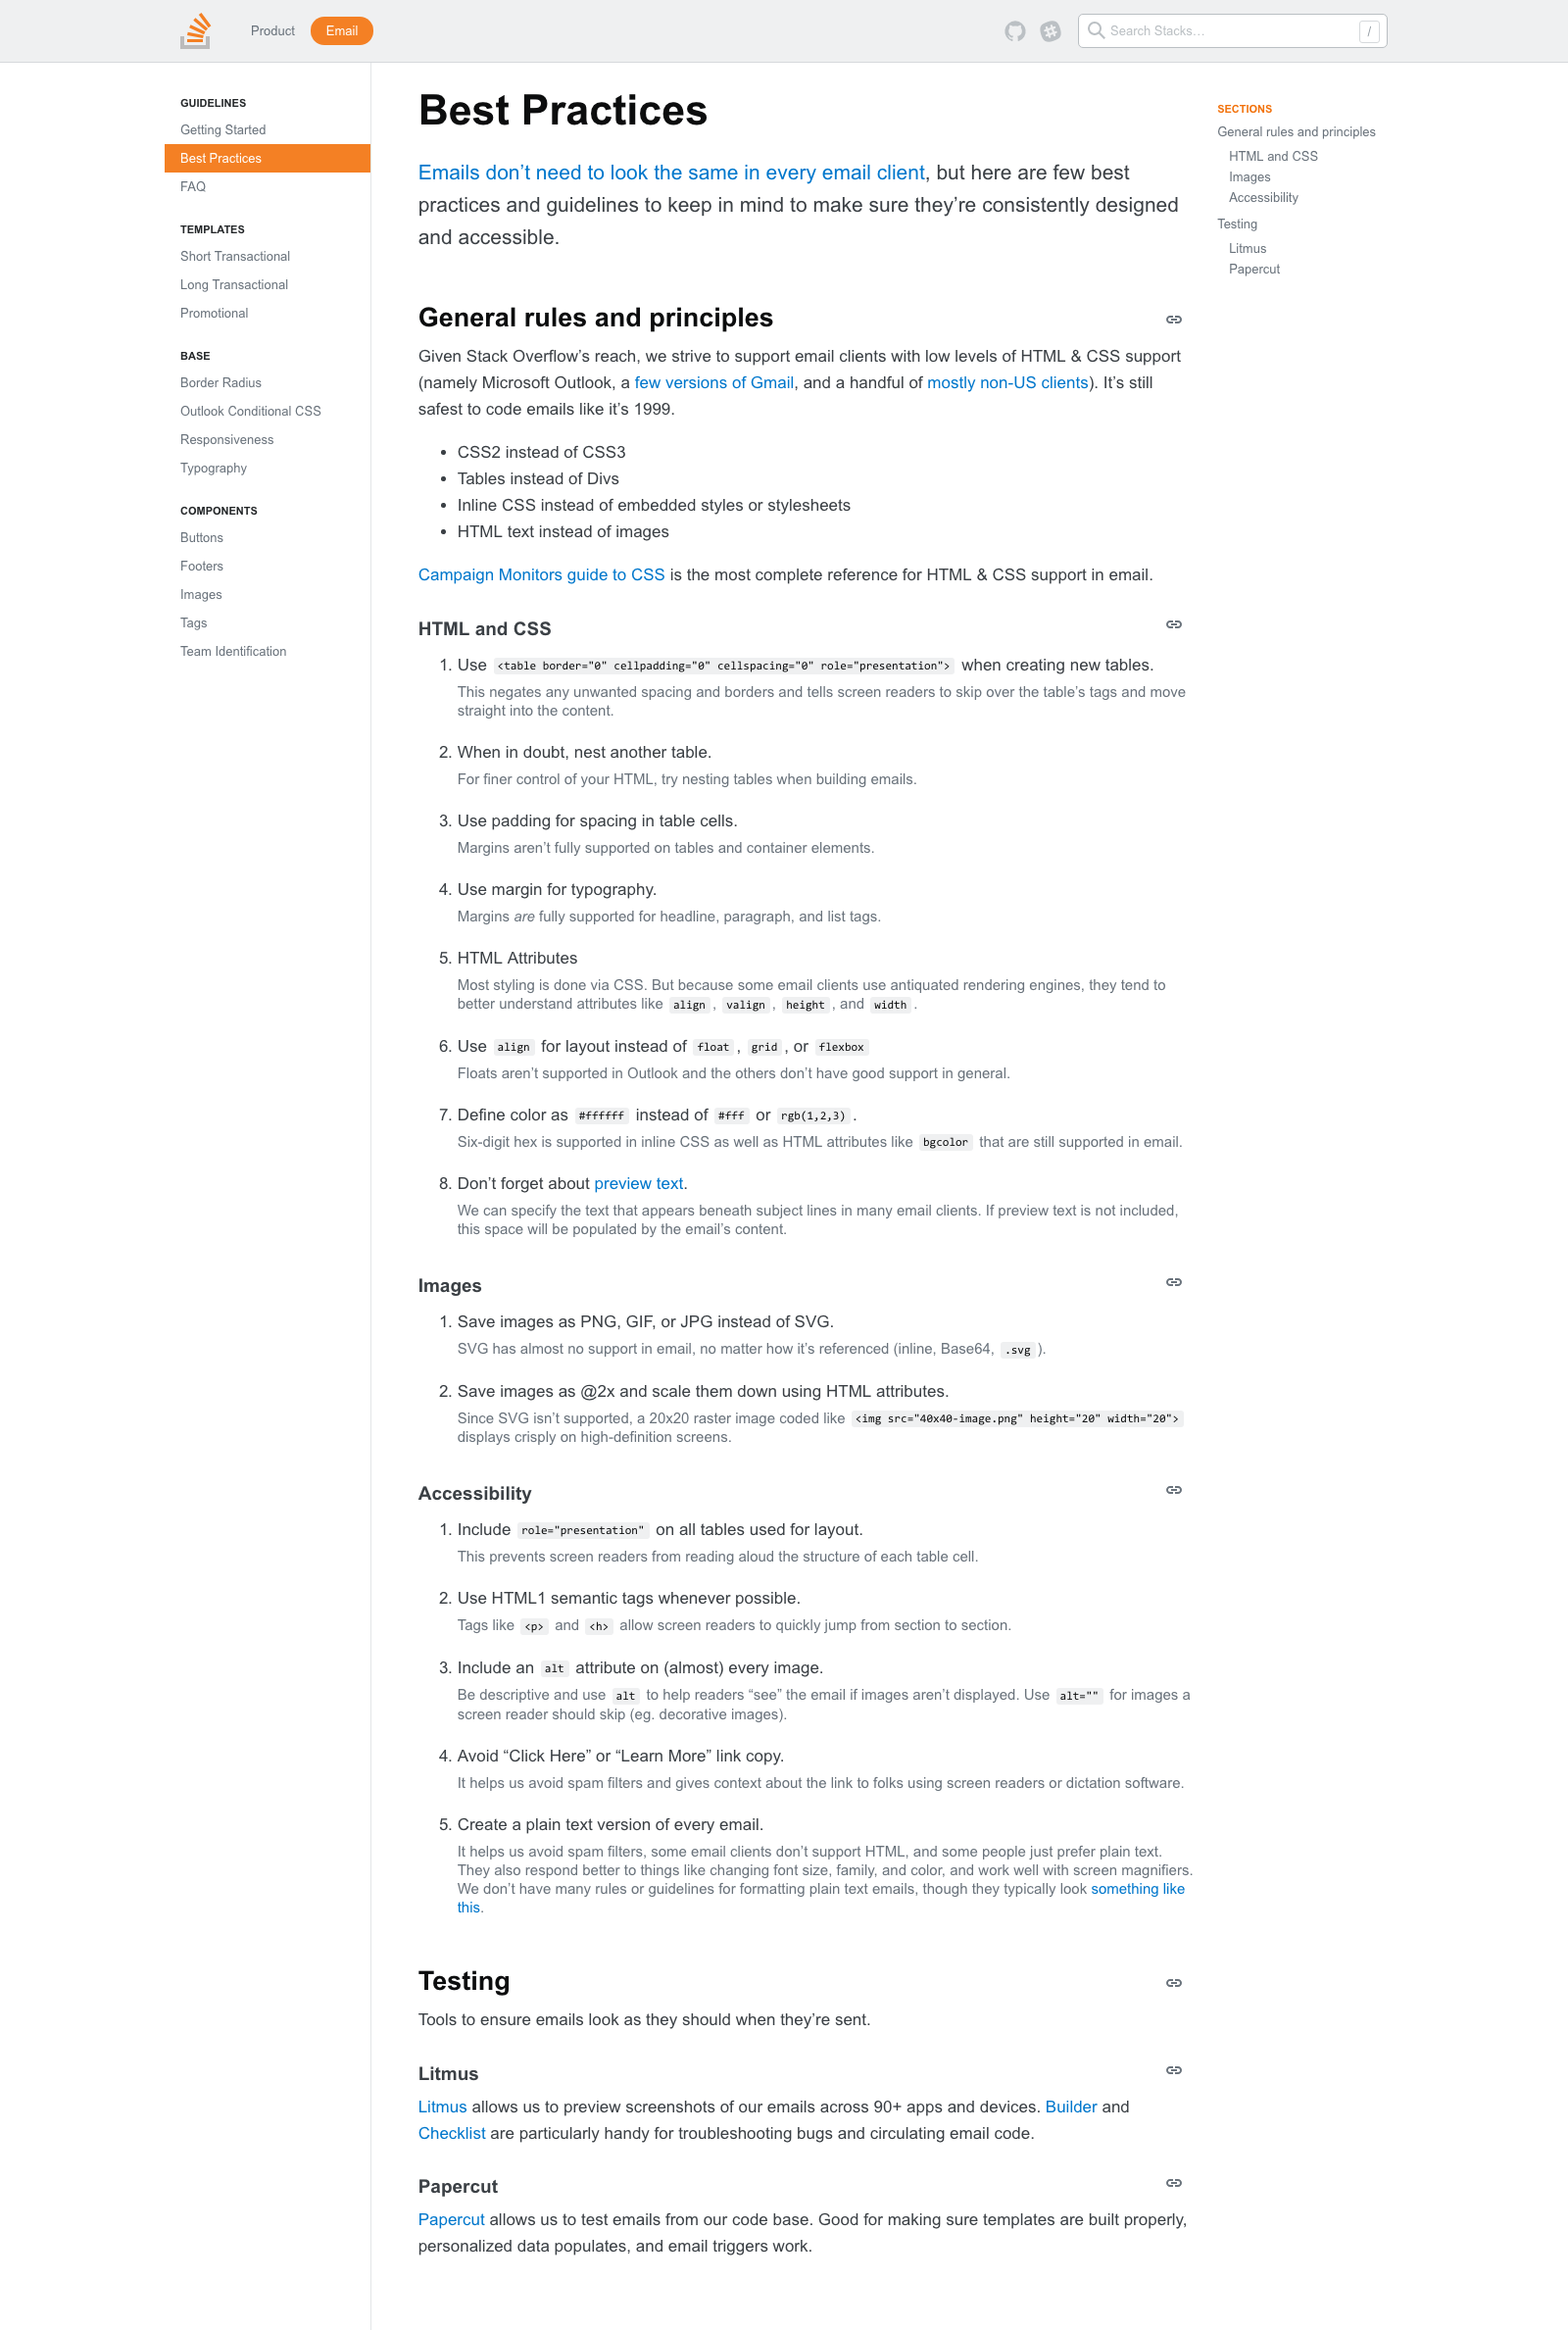 Product
Email
Search Stacks...
/
GUIDELINES
Getting Started
Best Practices
FAQ
TEMPLATES
Short Transactional
Long Transactional
Promotional
BASE
Border Radius
Outlook Conditional CSS
Responsiveness
Typography
COMPONENTS
Buttons
Footers
Images
Tags
Team Identification
Best Practices
Emails don’t need to look the same in every email client, but here are few best
practices and guidelines to keep in mind to make sure they’re consistently designed
and accessible.
General rules and principles
Given Stack Overflow’s reach, we strive to support email clients with low levels of HTML & CSS support
(namely Microsoft Outlook, a few versions of Gmail, and a handful of mostly non-US clients). It’s still
safest to code emails like it’s 1999.
• CSS2 instead of CSS3
• Tables instead of Divs
• Inline CSS instead of embedded styles or stylesheets
• HTML text instead of images
Campaign Monitors guide to CSS is the most complete reference for HTML & CSS support in email.
HTML and CSS
1. Use <table border="0" cellpadding="0" cellspacing="0" role="presentation"> when creating new tables.
This negates any unwanted spacing and borders and tells screen readers to skip over the table’s tags and move
straight into the content.
2. When in doubt, nest another table.
For finer control of your HTML, try nesting tables when building emails.
3. Use padding for spacing in table cells.
Margins aren’t fully supported on tables and container elements.
4. Use margin for typography.
Margins are fully supported for headline, paragraph, and list tags.
5. HTML Attributes
Most styling is done via CSS. But because some email clients use antiquated rendering engines, they tend to
better understand attributes like align, valign, height, and width.
6. Use align for layout instead of float, grid, or flexbox
Floats aren’t supported in Outlook and the others don’t have good support in general.
7. Define color as #ffffff instead of #fff or rgb(1,2,3).
Six-digit hex is supported in inline CSS as well as HTML attributes like bgcolor that are still supported in email.
8. Don’t forget about preview text.
We can specify the text that appears beneath subject lines in many email clients. If preview text is not included,
this space will be populated by the email’s content.
Images
1. Save images as PNG, GIF, or JPG instead of SVG.
SVG has almost no support in email, no matter how it’s referenced (inline, Base64, .svg).
2. Save images as @2x and scale them down using HTML attributes.
Since SVG isn’t supported, a 20x20 raster image coded like <img src="40x40-image.png" height="20" width="20">
displays crisply on high-definition screens.
Accessibility
1. Include role="presentation" on all tables used for layout.
This prevents screen readers from reading aloud the structure of each table cell.
2. Use HTML1 semantic tags whenever possible.
Tags like <p> and <h> allow screen readers to quickly jump from section to section.
3. Include an alt attribute on (almost) every image.
Be descriptive and use alt to help readers “see” the email if images aren’t displayed. Use alt="" for images a
screen reader should skip (eg. decorative images).
4. Avoid “Click Here” or “Learn More” link copy.
It helps us avoid spam filters and gives context about the link to folks using screen readers or dictation software.
5. Create a plain text version of every email.
It helps us avoid spam filters, some email clients don’t support HTML, and some people just prefer plain text.
They also respond better to things like changing font size, family, and color, and work well with screen magnifiers.
We don’t have many rules or guidelines for formatting plain text emails, though they typically look something like
this.
Testing
Tools to ensure emails look as they should when they’re sent.
Litmus
Litmus allows us to preview screenshots of our emails across 90+ apps and devices. Builder and
Checklist are particularly handy for troubleshooting bugs and circulating email code.
Papercut
Papercut allows us to test emails from our code base. Good for making sure templates are built properly,
personalized data populates, and email triggers work.
SECTIONS
General rules and principles
HTML and CSS
Images
Accessibility
Testing
Litmus
Papercut